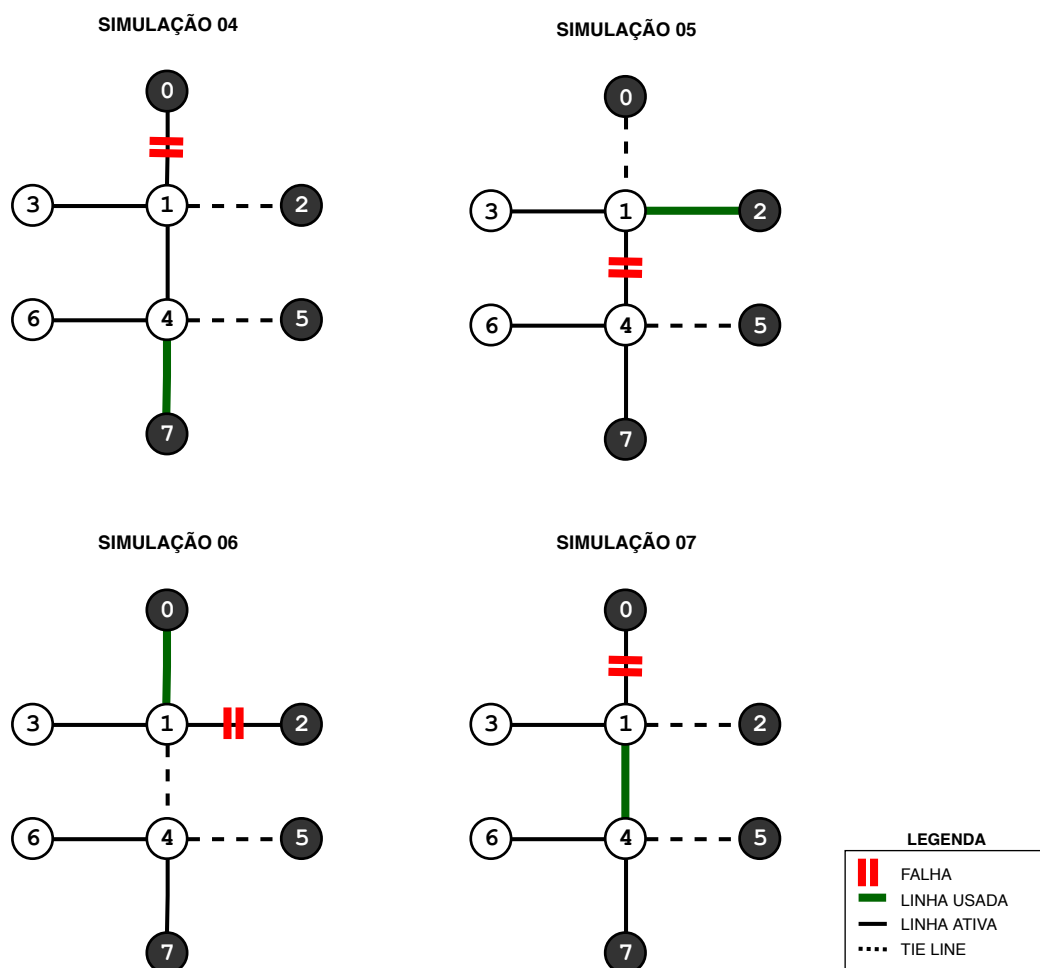 SIMULAÇÃO 04
0
3 1 2
6 4 5
7
SIMULAÇÃO 05
0
3 1 2
6 4 5
7
SIMULAÇÃO 06
0
3 1 2
6 4 5
7
SIMULAÇÃO 07
0
3 1 2
6 4 5
7
LEGENDA
FALHA
LINHA USADA
LINHA ATIVA
TIE LINE